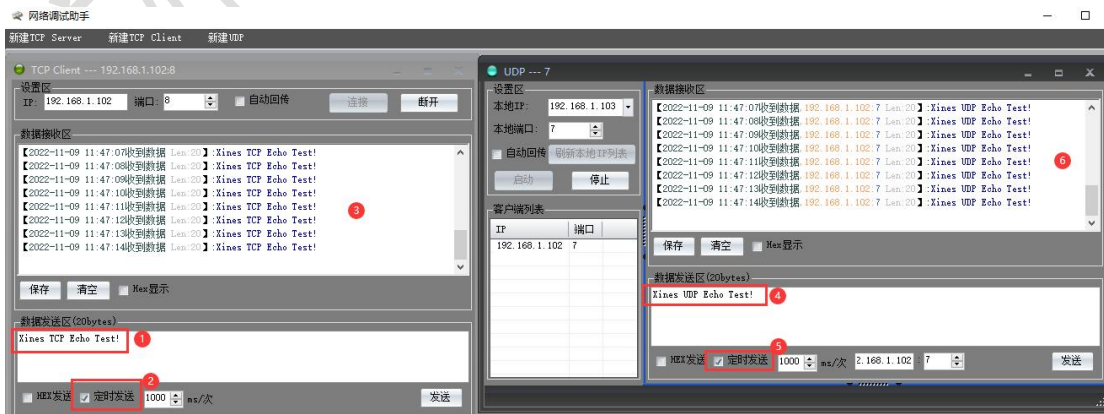 网络调试助手
新建TCP Server 新建TCP Client 新建UDP
TCP Client --- 192.168.1.102:8
设置区
IP: 192.168.1.102 端口: 8 自动回传 连接 断开
数据接收区
【2022-11-09 11:47:07收到数据 Len:20】:Xines TCP Echo Test!
【2022-11-09 11:47:08收到数据 Len:20】:Xines TCP Echo Test!
【2022-11-09 11:47:09收到数据 Len:20】:Xines TCP Echo Test!
【2022-11-09 11:47:10收到数据 Len:20】:Xines TCP Echo Test!
【2022-11-09 11:47:11收到数据 Len:20】:Xines TCP Echo Test!
【2022-11-09 11:47:12收到数据 Len:20】:Xines TCP Echo Test!
【2022-11-09 11:47:13收到数据 Len:20】:Xines TCP Echo Test!
【2022-11-09 11:47:14收到数据 Len:20】:Xines TCP Echo Test!
3
保存 清空 Hex显示
数据发送区(20bytes)
Xines TCP Echo Test! 1
2
HEX发送 定时发送 1000 ms/次 发送
UDP --- 7
设置区
本地IP: 192.168.1.103
本地端口: 7
自动回传 刷新本地IP列表
启动 停止
客户端列表
IP 端口
192.168.1.102 7
数据接收区
【2022-11-09 11:47:07收到数据,192.168.1.102:7 Len:20】:Xines UDP Echo Test!
【2022-11-09 11:47:08收到数据,192.168.1.102:7 Len:20】:Xines UDP Echo Test!
【2022-11-09 11:47:09收到数据,192.168.1.102:7 Len:20】:Xines UDP Echo Test!
【2022-11-09 11:47:10收到数据,192.168.1.102:7 Len:20】:Xines UDP Echo Test!
【2022-11-09 11:47:11收到数据,192.168.1.102:7 Len:20】:Xines UDP Echo Test!
【2022-11-09 11:47:12收到数据,192.168.1.102:7 Len:20】:Xines UDP Echo Test!
【2022-11-09 11:47:13收到数据,192.168.1.102:7 Len:20】:Xines UDP Echo Test!
【2022-11-09 11:47:14收到数据,192.168.1.102:7 Len:20】:Xines UDP Echo Test!
6
保存 清空 Hex显示
数据发送区(20bytes)
Xines UDP Echo Test! 4
5
HEX发送 定时发送 1000 ms/次 2.168.1.102 : 7 发送